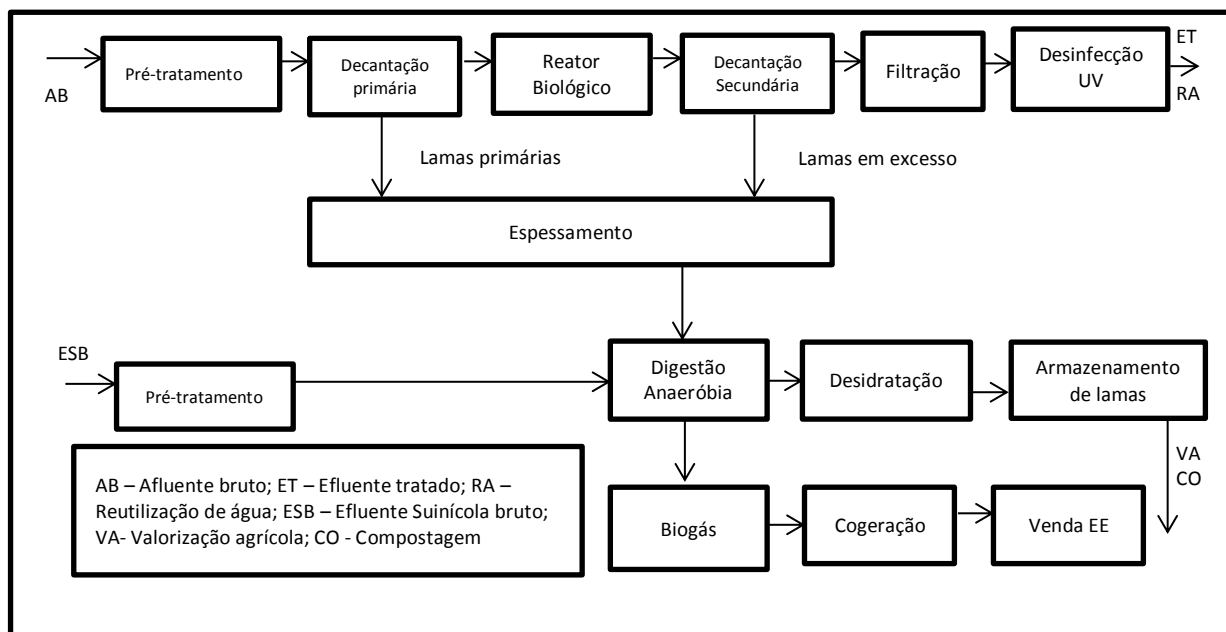 AB
Pré-tratamento
Decantação
primária
Reator
Biológico
Decantação
Secundária
Filtração
Desinfecção
UV
ET
RA
Lamas primárias
Lamas em excesso
Espessamento
ESB
Pré-tratamento
Digestão
Anaeróbia
Desidratação
Armazenamento
de lamas
VA
CO
AB – Afluente bruto; ET – Efluente tratado; RA –
Reutilização de água; ESB – Efluente Suinícola bruto;
VA- Valorização agrícola; CO - Compostagem
Biogás
Cogeração
Venda EE